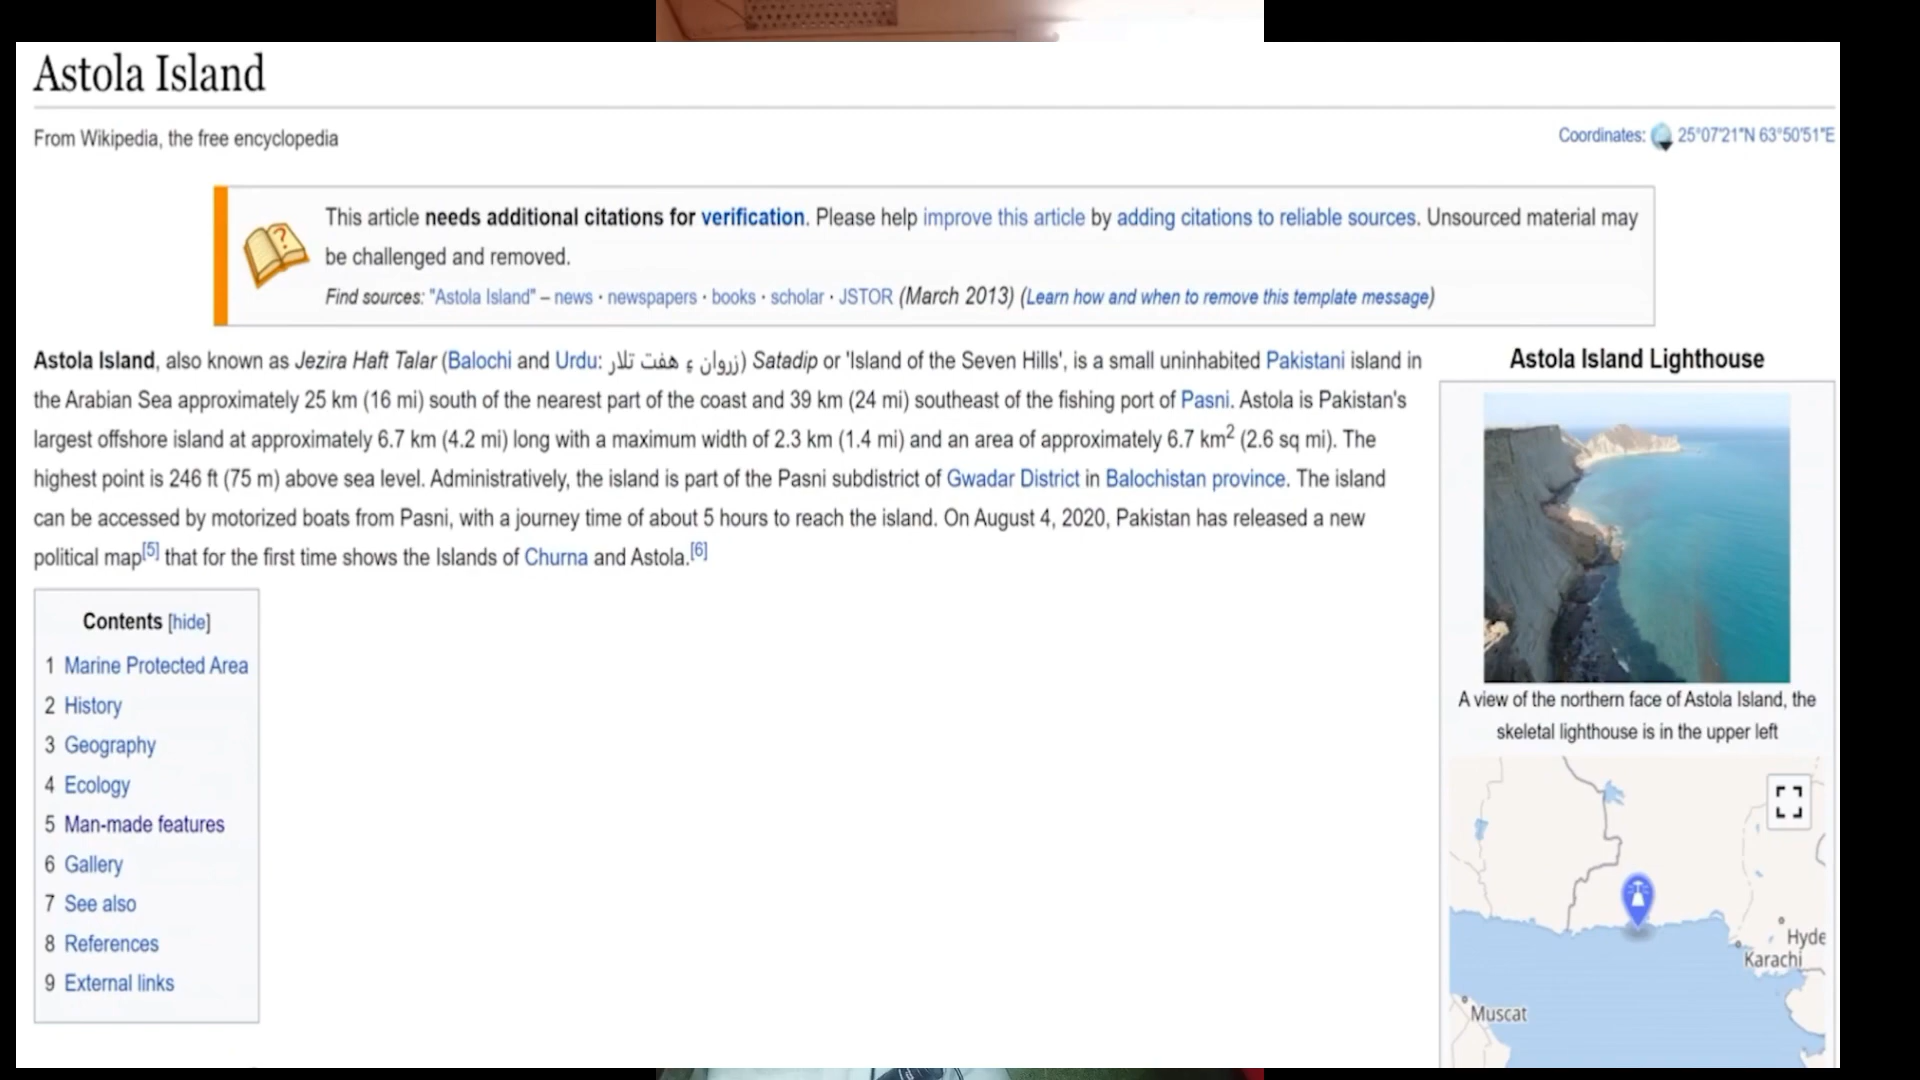 Astola Island
From Wikipedia, the free encyclopedia
Coordinates: 25°07'21"N 63°50'51"E
This article needs additional citations for verification. Please help improve this article by adding citations to reliable sources. Unsourced material may
be challenged and removed.
Find sources: "Astola Island" – news · newspapers · books · scholar · JSTOR (March 2013) (Learn how and when to remove this template message)
Astola Island, also known as Jezira Haft Talar (Balochi and Urdu: زروان ءِ هفت تلار) Satadip or 'Island of the Seven Hills', is a small uninhabited Pakistani island in
the Arabian Sea approximately 25 km (16 mi) south of the nearest part of the coast and 39 km (24 mi) southeast of the fishing port of Pasni. Astola is Pakistan's
largest offshore island at approximately 6.7 km (4.2 mi) long with a maximum width of 2.3 km (1.4 mi) and an area of approximately 6.7 km2 (2.6 sq mi). The
highest point is 246 ft (75 m) above sea level. Administratively, the island is part of the Pasni subdistrict of Gwadar District in Balochistan province. The island
can be accessed by motorized boats from Pasni, with a journey time of about 5 hours to reach the island. On August 4, 2020, Pakistan has released a new
political map[5] that for the first time shows the Islands of Churna and Astola.[6]
Contents [hide]
1 Marine Protected Area
2 History
3 Geography
4 Ecology
5 Man-made features
6 Gallery
7 See also
8 References
9 External links
Astola Island Lighthouse
A view of the northern face of Astola Island, the
skeletal lighthouse is in the upper left
Hyde
Karachi
Muscat